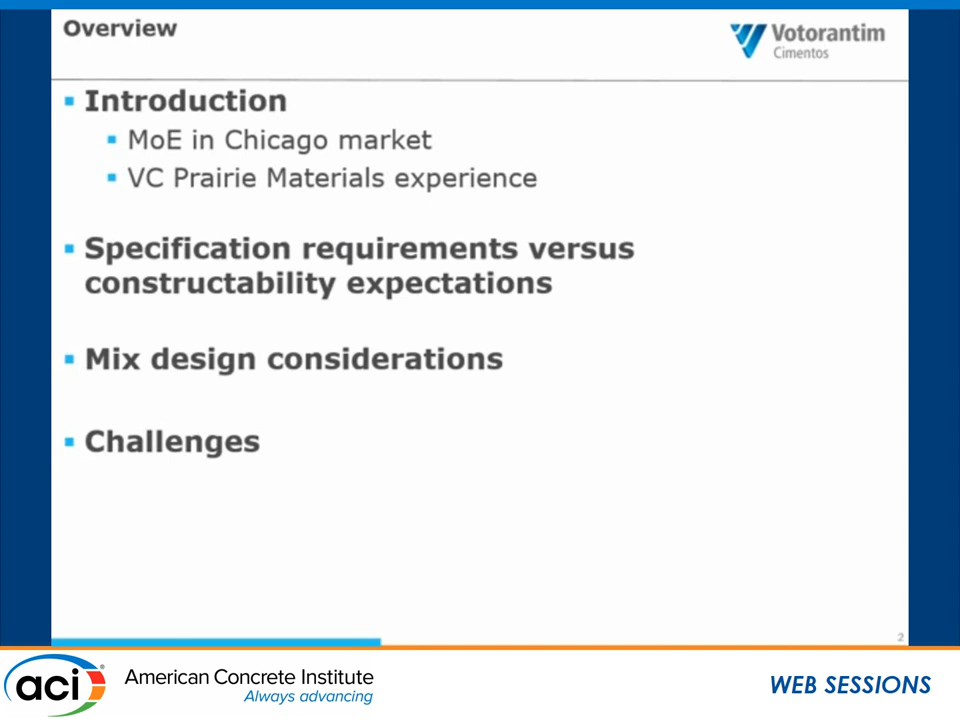 Overview
Votorantim
Cimentos
Introduction
MoE in Chicago market
VC Prairie Materials experience
Specification requirements versus
constructability expectations
Mix design considerations
Challenges
2
aci®
American Concrete Institute
Always advancing
WEB SESSIONS